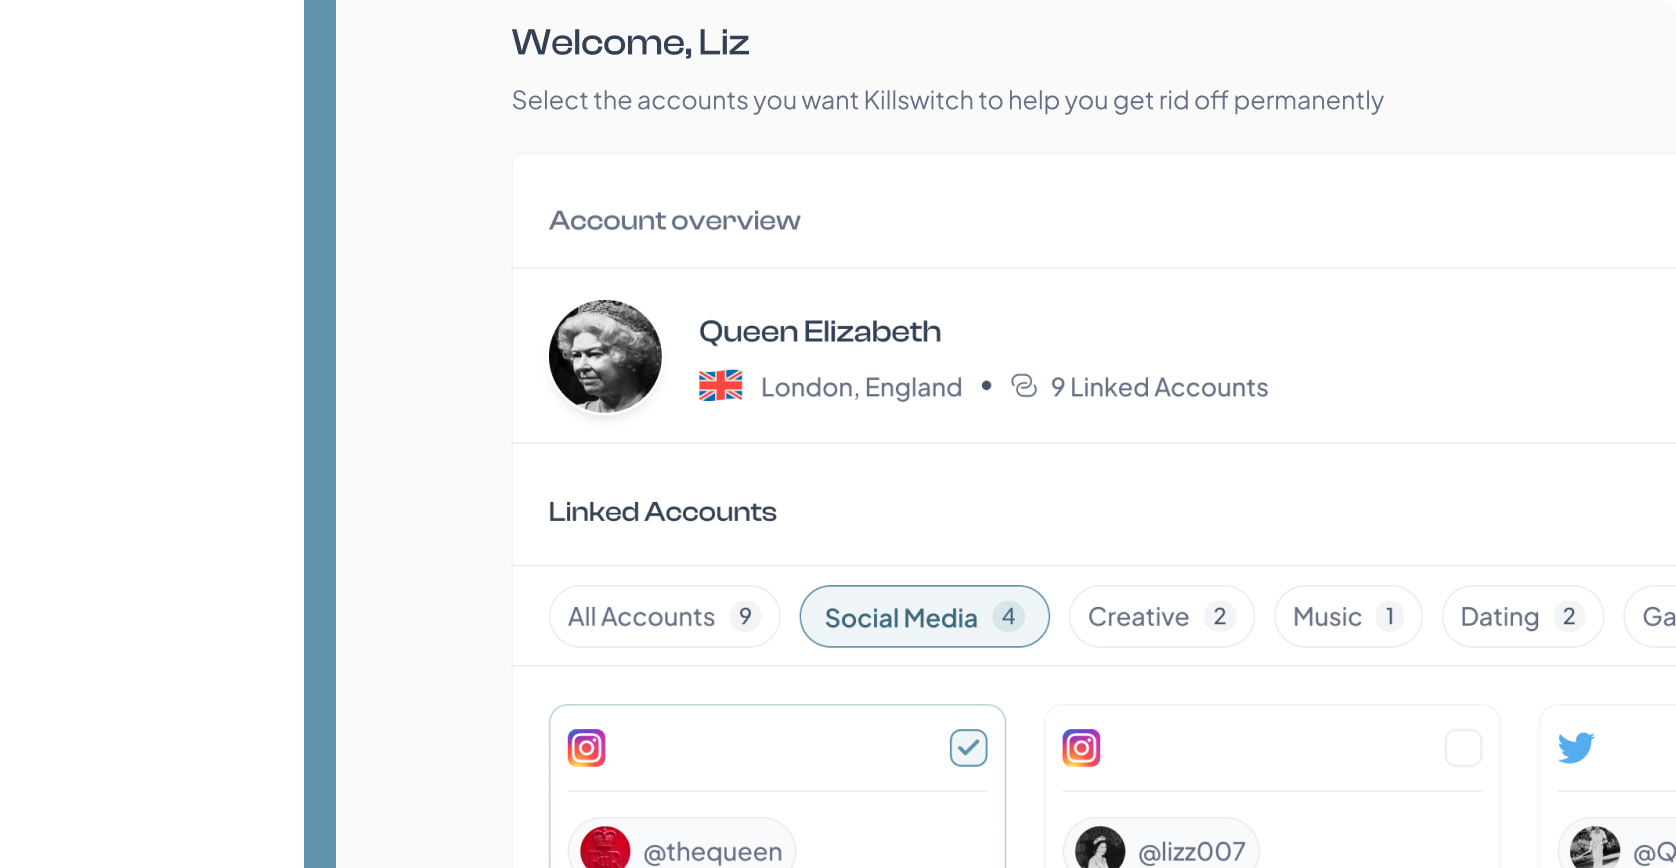 Welcome, Liz
Select the accounts you want Killswitch to help you get rid off permanently
Account overview
Queen Elizabeth
London, England • 9 Linked Accounts
Linked Accounts
All Accounts 9 Social Media 4 Creative 2 Music 1 Dating 2 Ga
@thequeen @lizz007 @Q